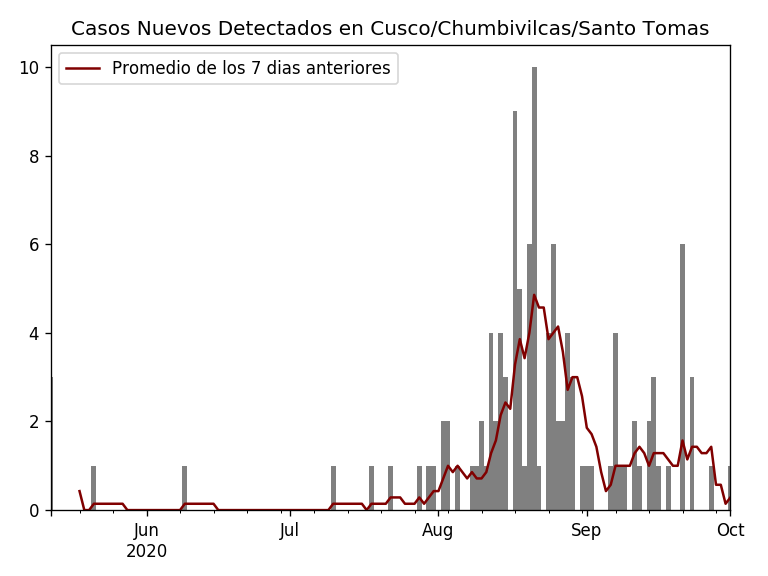 Casos Nuevos Detectados en Cusco/Chumbivilcas/Santo Tomas
Promedio de los 7 dias anteriores
10
8
6
4
2
0
Jun Jul Aug Sep Oct
2020